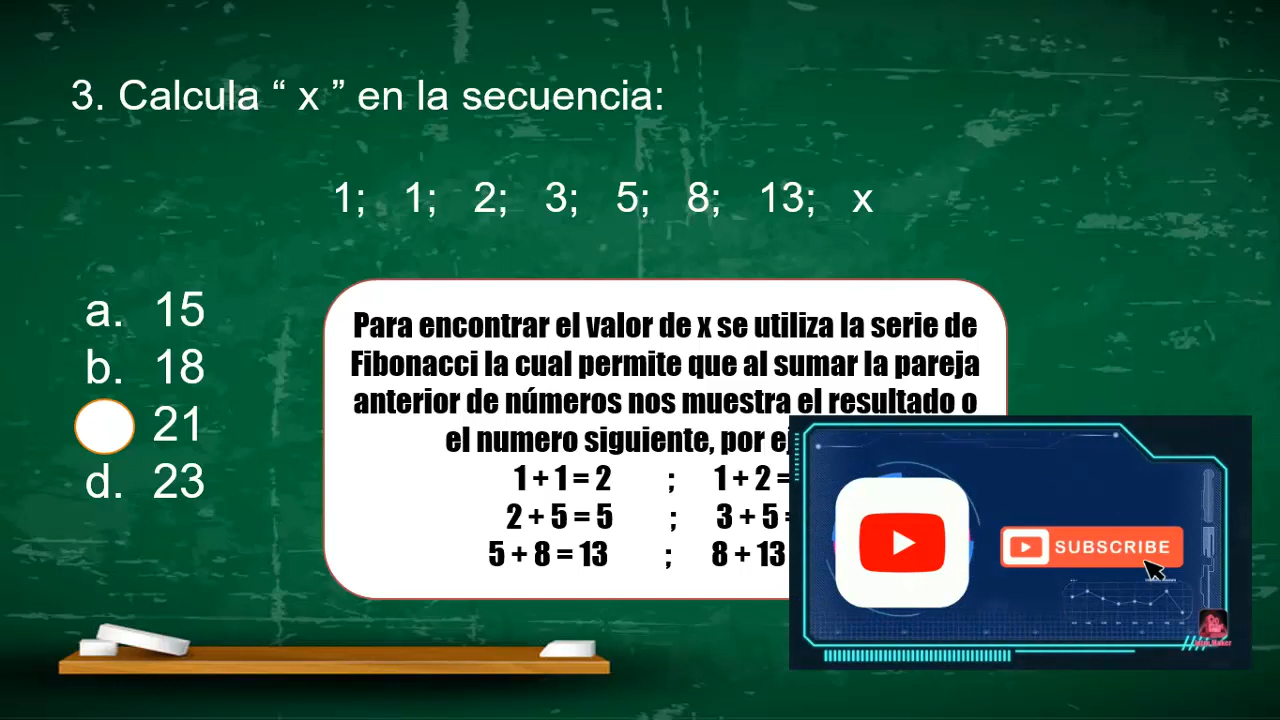 3. Calcula “ x ” en la secuencia:
1; 1; 2; 3; 5; 8; 13; x
a. 15
b. 18
21
d. 23
Para encontrar el valor de x se utiliza la serie de
Fibonacci la cual permite que al sumar la pareja
anterior de números nos muestra el resultado o
el numero siguiente, por ej
1 + 1 = 2 ; 1 + 2 =
2 + 5 = 5 ; 3 + 5 =
5 + 8 = 13 ; 8 + 13
SUBSCRIBE